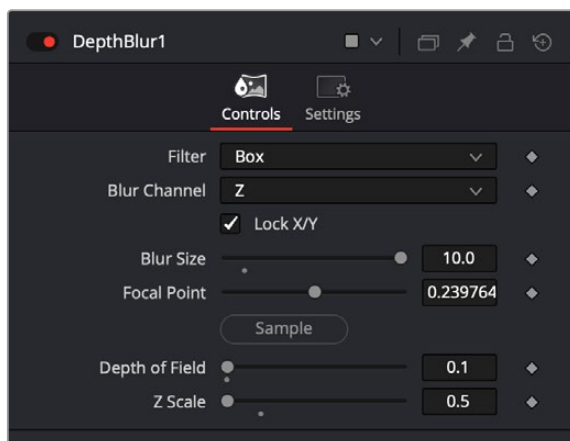 DepthBlur1
Controls Settings
Filter Box
Blur Channel Z
Lock X/Y
Blur Size 10.0
Focal Point 0.239764
Sample
Depth of Field 0.1
Z Scale 0.5